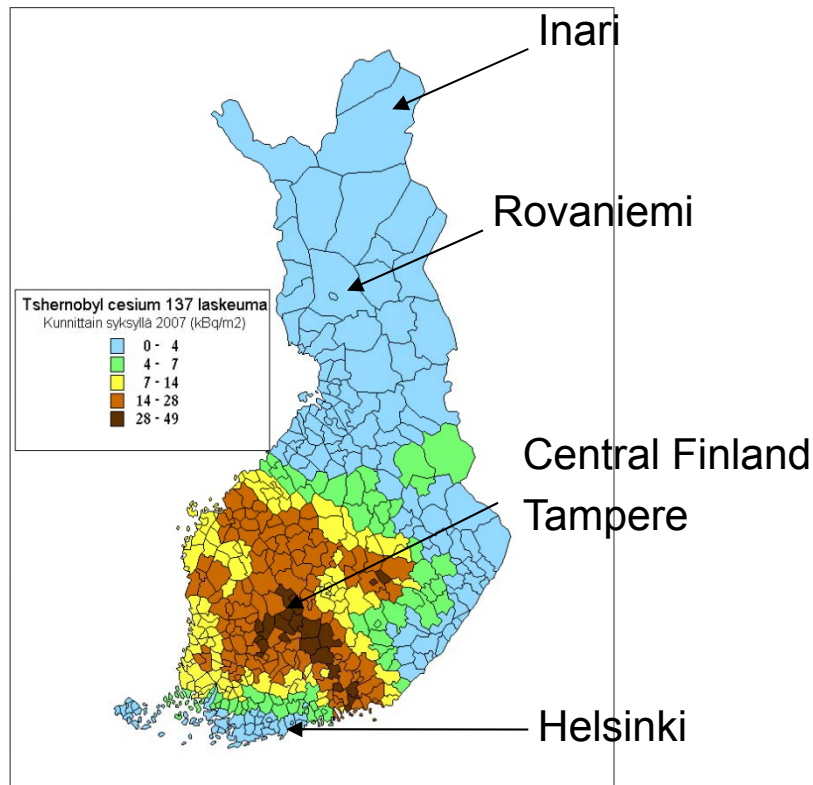 Inari
Rovaniemi
Tshernobyl cesium 137 laskeuma
Kunnittain syksyllä 2007 (kBq/m2)
0 - 4
4 - 7
7 - 14
14 - 28
28 - 49
Central Finland
Tampere
Helsinki